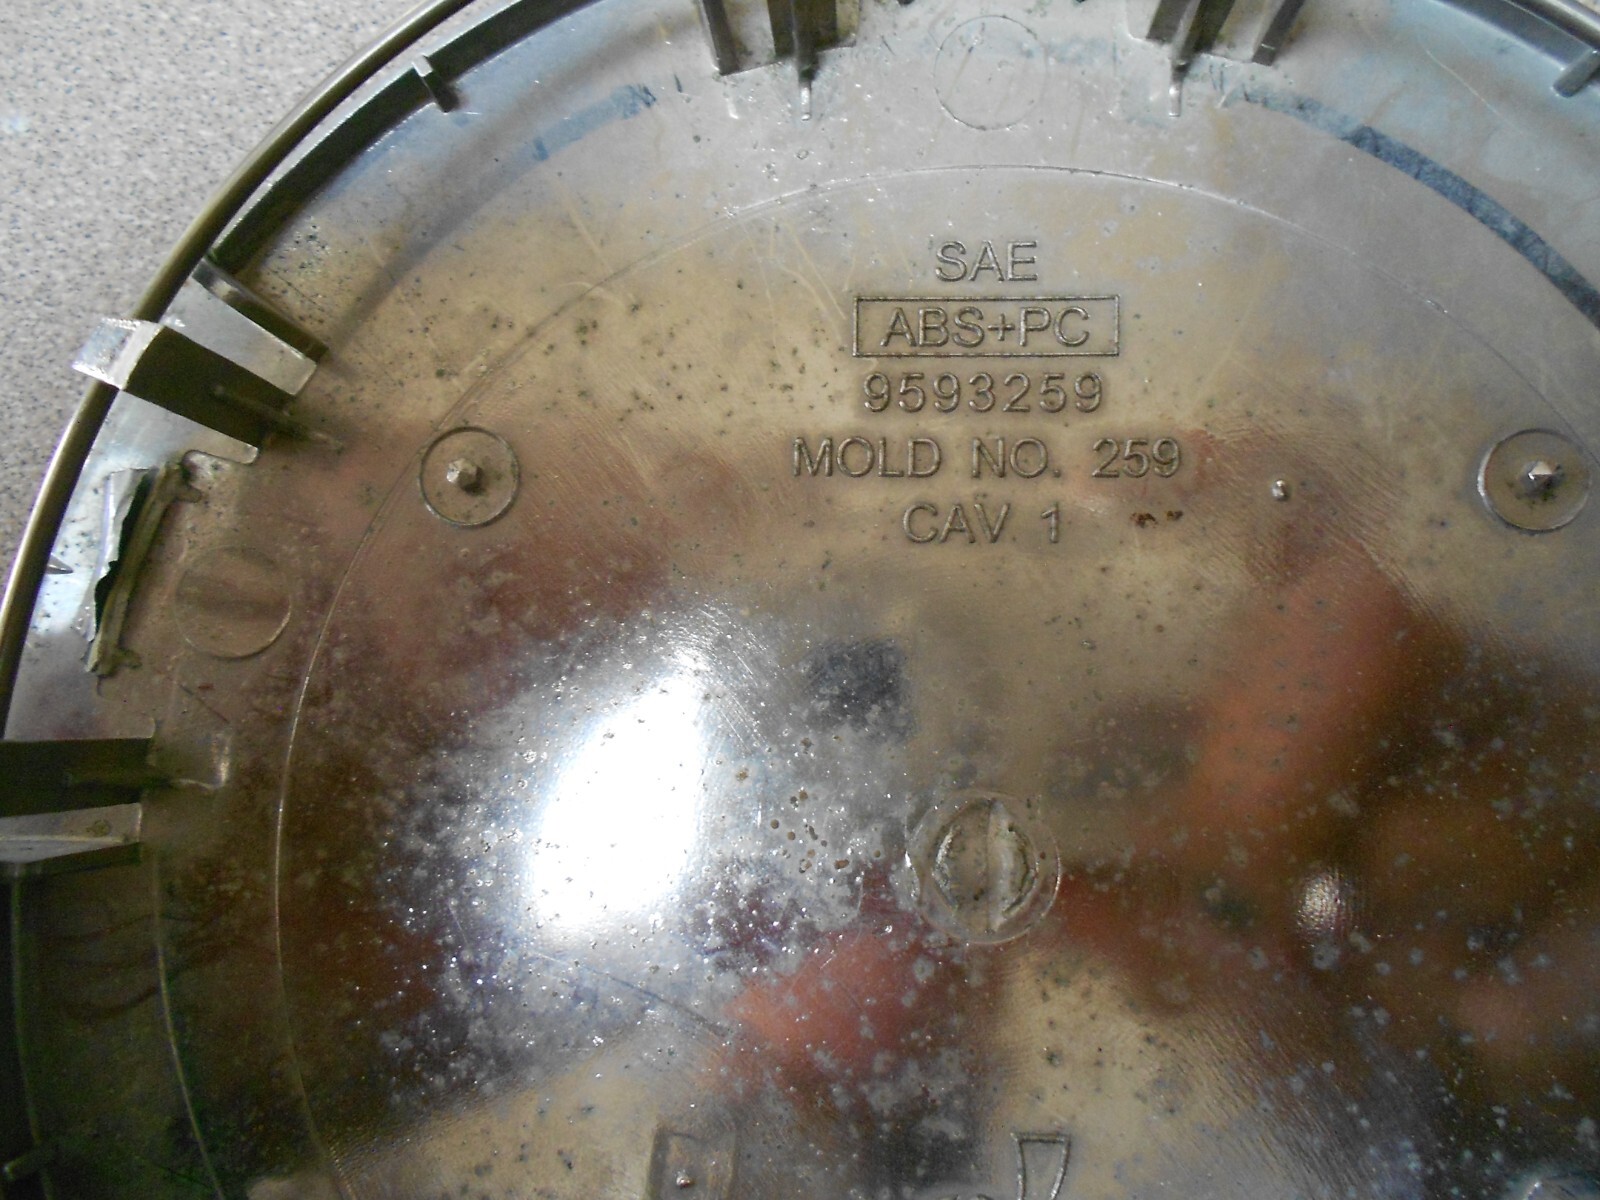 SAE
ABS+PC
9593259
MOLD NO. 259
CAV 1